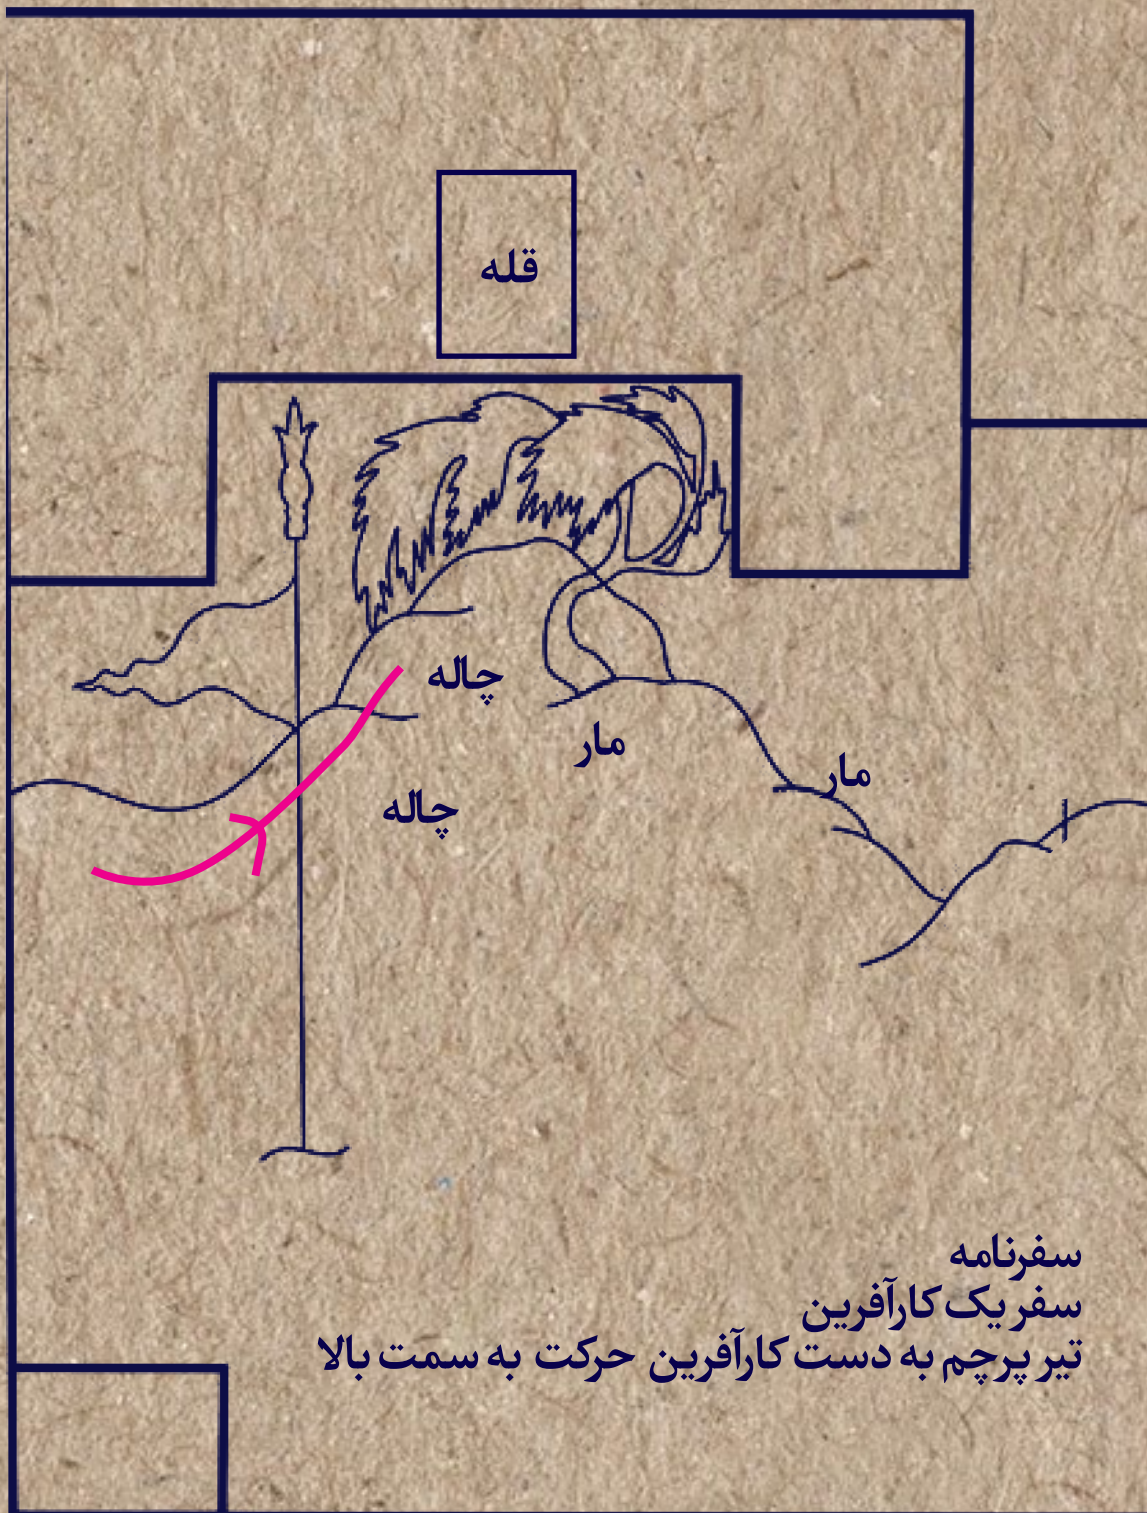 قله
چاله
مار
مار
چاله
سفرنامه
سفر یک کارآفرین
تیر پرچم به دست کارآفرین حرکت به سمت بالا